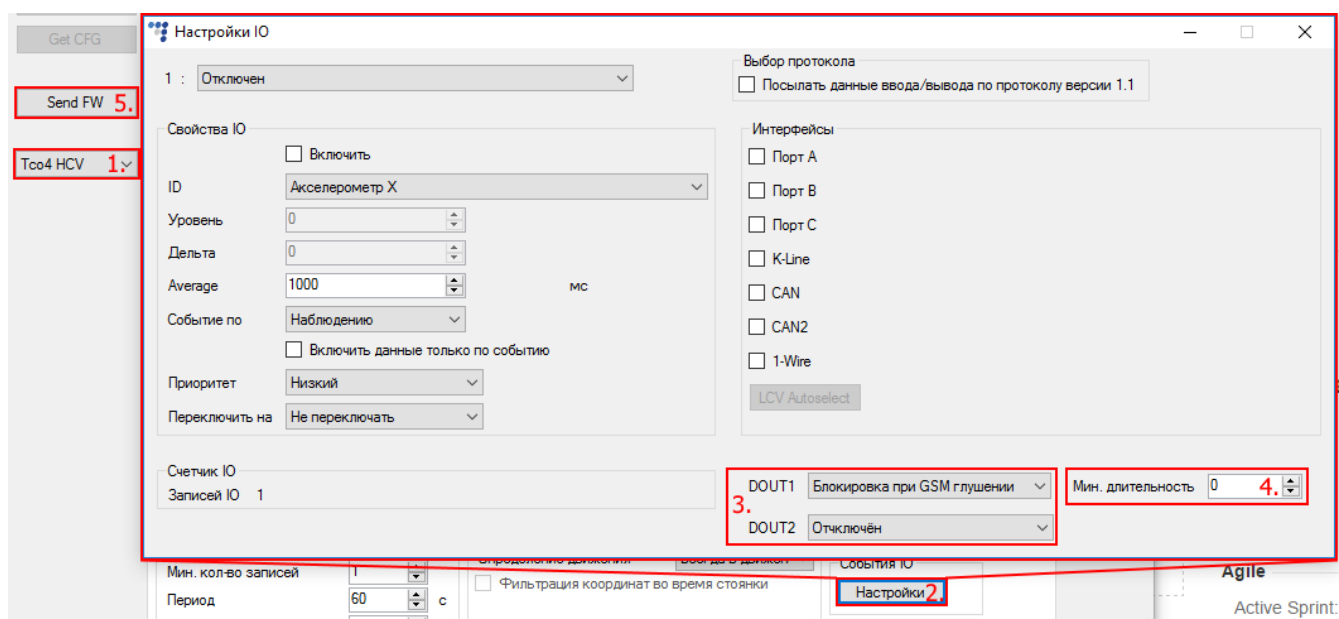 Get CFG
Send FW 5.
Tco4 HCV 1.
Настройки IO
1 : Отключен
Выбор протокола
Посылать данные ввода/вывода по протоколу версии 1.1
Свойства IO
Включить
ID Акселерометр X
Уровень 0
Дельта 0
Average 1000 мс
Событие по Наблюдению
Включить данные только по событию
Приоритет Низкий
Переключить на Не переключать
Интерфейсы
Порт A
Порт B
Порт C
K-Line
CAN
CAN2
1-Wire
LCV Autoselect
Счетчик IO
Записей IO 1
3.
DOUT1 Блокировка при GSM глушении
DOUT2 Отчключён
Мин. длительность 0 4.
Мин. кол-во записей 1
Период 60 с
Фильтрация координат во время стоянки
События IO
Настройки 2.
Agile
Active Sprint: